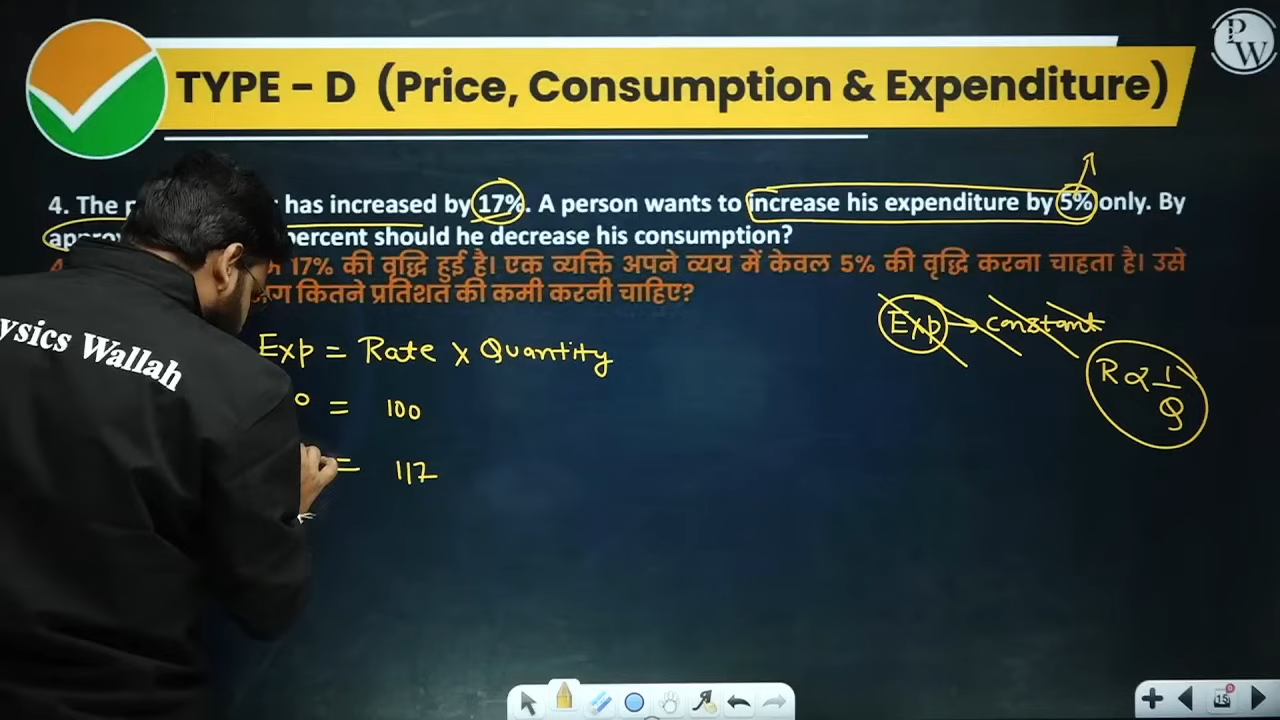 PW
TYPE - D (Price, Consumption & Expenditure)
4. The has increased by 17%. A person wants to increase his expenditure by 5% only. By
percent should he decrease his consumption?
17% की वृद्धि हुई है। एक व्यक्ति अपने व्यय में केवल 5% की वृद्धि करना चाहता है। उसे
कितने प्रतिशत की कमी करनी चाहिए?
Exp → constant
Exp = Rate x Quantity
R ∝ 1/Q
= 100
= 117
ysics Wallah
15